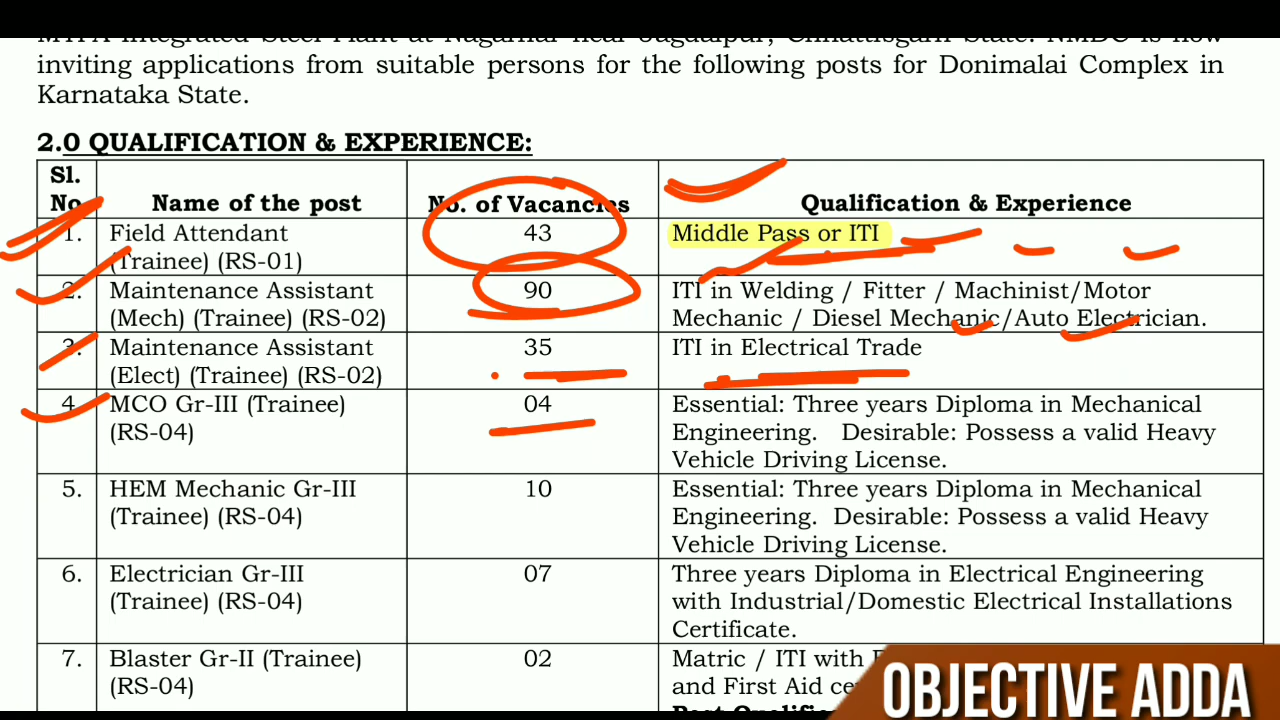 inviting applications from suitable persons for the following posts for Donimalai Complex in
Karnataka State.
2.0 QUALIFICATION & EXPERIENCE:
Sl. No. Name of the post No. of Vacancies Qualification & Experience
1. Field Attendant (Trainee) (RS-01) 43 Middle Pass or ITI
2. Maintenance Assistant (Mech) (Trainee) (RS-02) 90 ITI in Welding / Fitter / Machinist/Motor
Mechanic / Diesel Mechanic/Auto Electrician.
3. Maintenance Assistant (Elect) (Trainee) (RS-02) 35 ITI in Electrical Trade
4. MCO Gr-III (Trainee) (RS-04) 04 Essential: Three years Diploma in Mechanical
Engineering. Desirable: Possess a valid Heavy
Vehicle Driving License.
5. HEM Mechanic Gr-III (Trainee) (RS-04) 10 Essential: Three years Diploma in Mechanical
Engineering. Desirable: Possess a valid Heavy
Vehicle Driving License.
6. Electrician Gr-III (Trainee) (RS-04) 07 Three years Diploma in Electrical Engineering
with Industrial/Domestic Electrical Installations
Certificate.
7. Blaster Gr-II (Trainee) (RS-04) 02 Matric / ITI with
and First Aid
OBJECTIVE ADDA